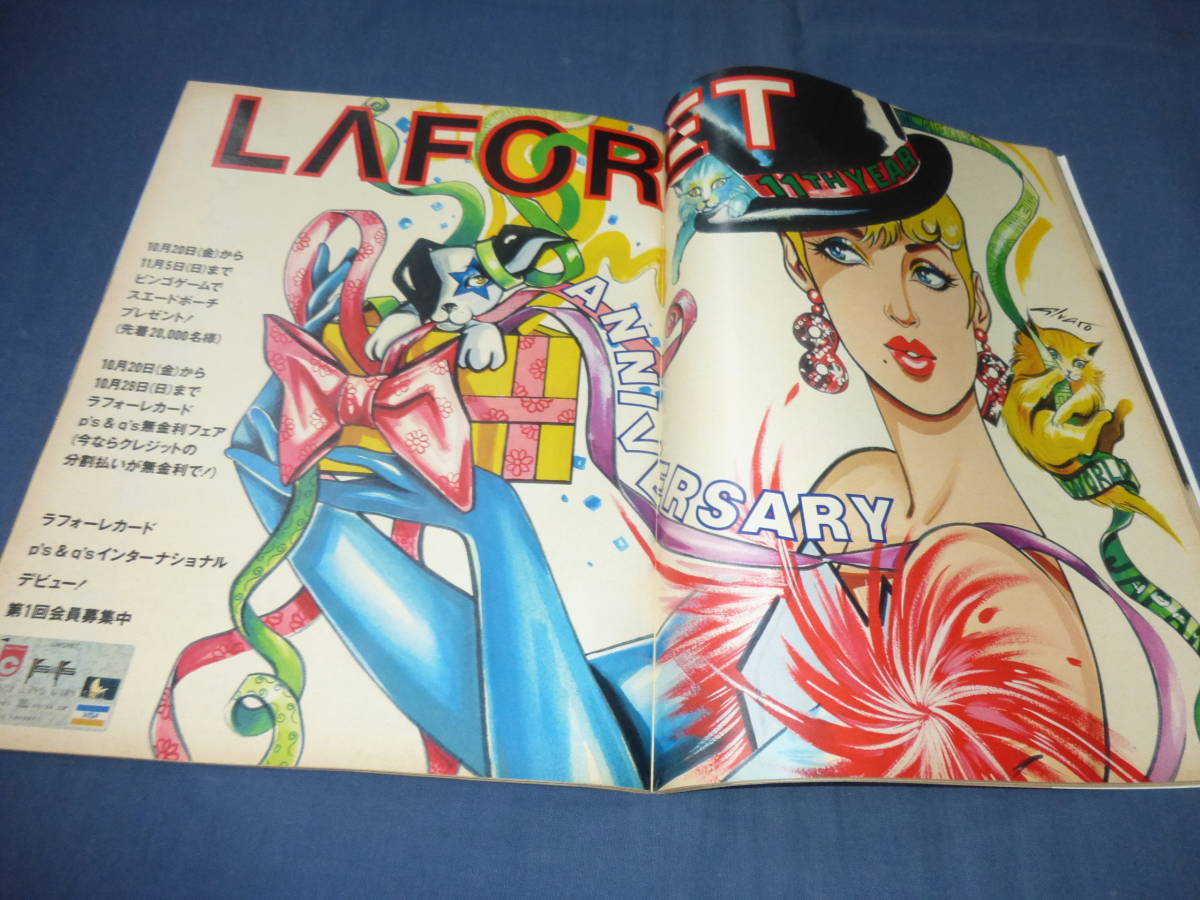 LAFORET
11TH YEAR
ANNIVERSARY
10月20日(金)から
11月5日(日)まで
ビンゴゲームで
スエードポーチ
プレゼント!
(先着20,000名様)
10月20日(金)から
10月29日(日)まで
ラフォーレカード
p's&q's無金利フェア
(今ならクレジットの
分割払いが無金利で!)
ラフォーレカード
p's&q'sインターナショナル
デビュー!
第1回会員募集中
VISA
WORLD
JAPAN